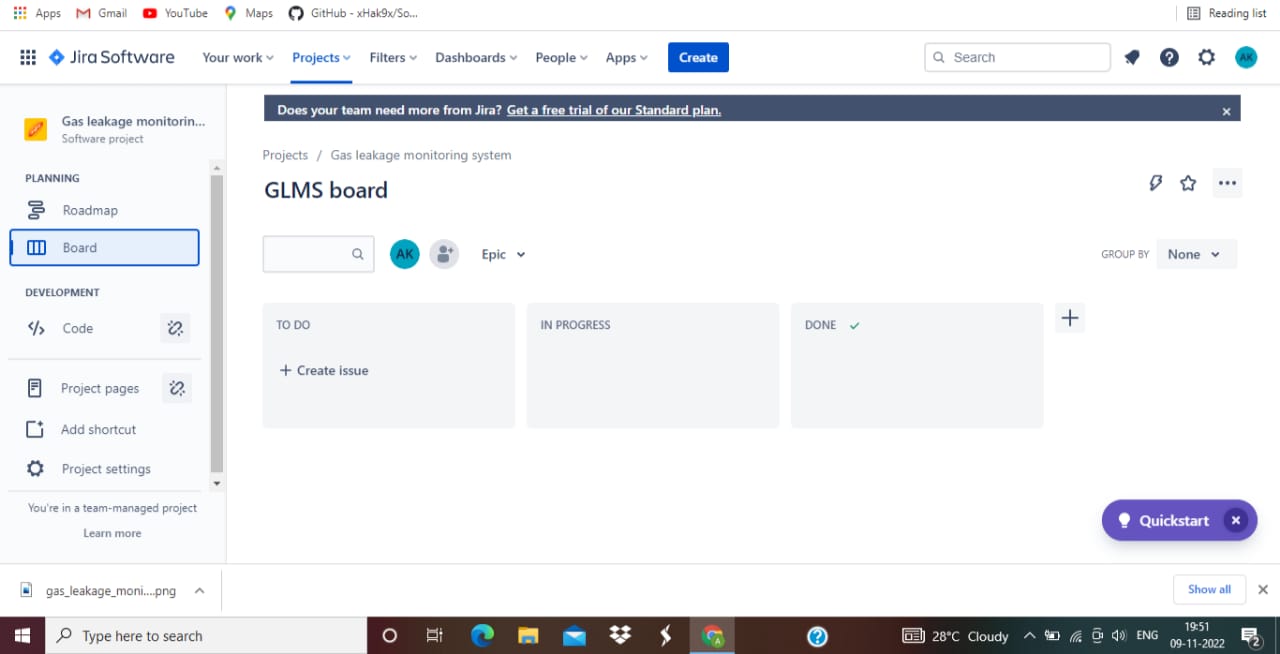 Apps Gmail YouTube Maps GitHub - xHak9x/So... Reading list
Jira Software Your work Projects Filters Dashboards People Apps Create Search AK
Does your team need more from Jira? Get a free trial of our Standard plan.
Gas leakage monitorin...
Software project
Projects / Gas leakage monitoring system
PLANNING
GLMS board
Roadmap
Board
AK Epic GROUP BY None
DEVELOPMENT
Code
TO DO IN PROGRESS DONE
Create issue
Project pages
Add shortcut
Project settings
You're in a team-managed project
Learn more
Quickstart
gas_leakage_moni....png Show all
Type here to search 28°C Cloudy ENG 19:51
09-11-2022 2